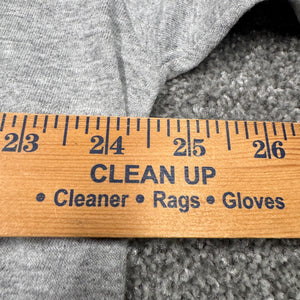 23 24 25 26
CLEAN UP
• Cleaner • Rags • Gloves